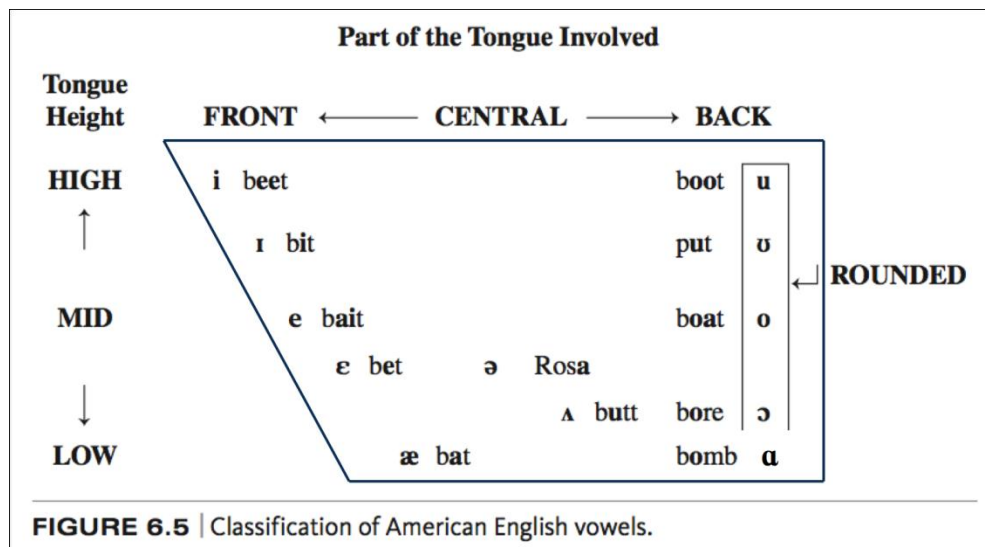 Part of the Tongue Involved
Tongue
Height
FRONT ← CENTRAL → BACK
HIGH i beet boot u
↑
ɪ bit put ʊ
ROUNDED
MID e bait boat o
ɛ bet ə Rosa
↓
ʌ butt bore ɔ
LOW æ bat bomb ɑ
FIGURE 6.5 | Classification of American English vowels.